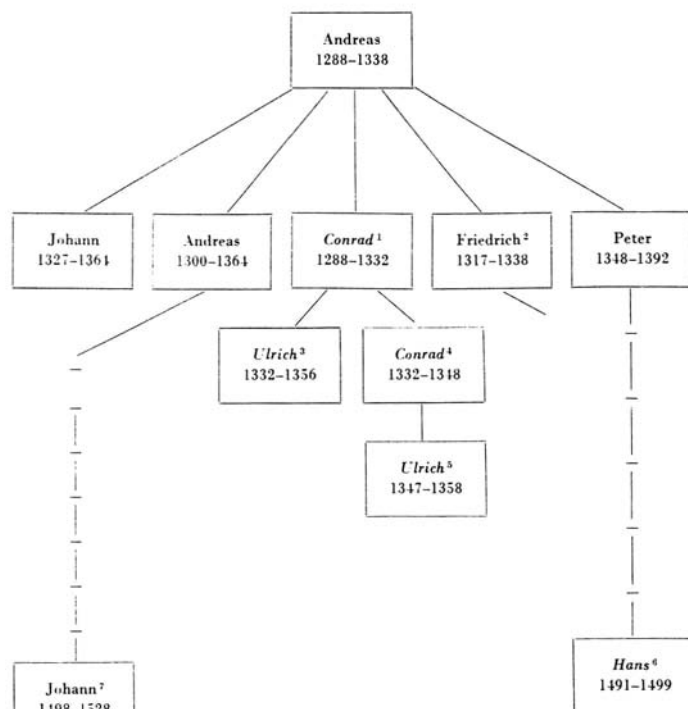 Andreas
1288–1338
Johann
1327–1364
Andreas
1300–1364
Conrad¹
1288–1332
Friedrich²
1317–1338
Peter
1348–1392
Ulrich³
1332–1356
Conrad⁴
1332–1348
Ulrich⁵
1347–1358
Hans⁶
1491–1499
Johann⁷